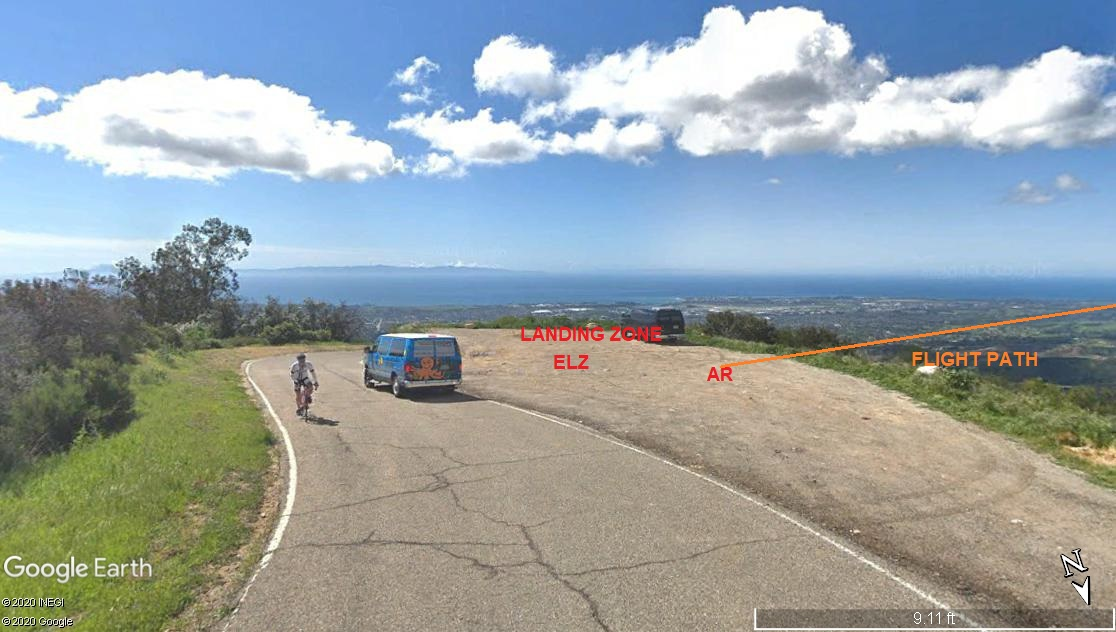 LANDING ZONE
ELZ
AR
FLIGHT PATH
Google Earth
©2020 INEGI
©2020 Google
N
9.11 ft